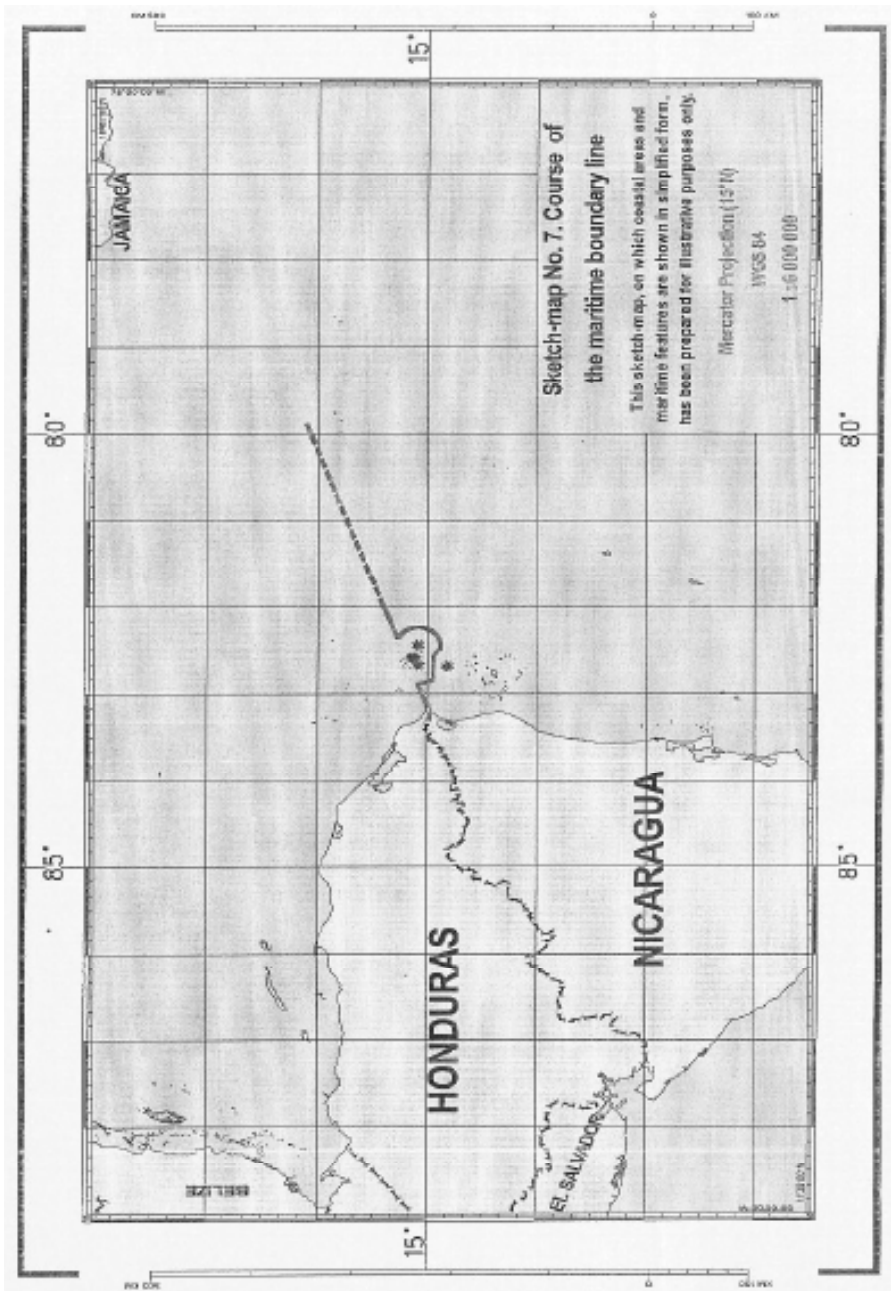 Sketch-map No. 7. Course of
the maritime boundary line
This sketch-map, on which coastal areas and
maritime features are shown in simplified form,
has been prepared for illustrative purposes only.
Mercator Projection (15°N)
WGS 84
JAMAICA
BELIZE
HONDURAS
EL SALVADOR
NICARAGUA
85°
80°
15°
15°
85°
80°
0
0